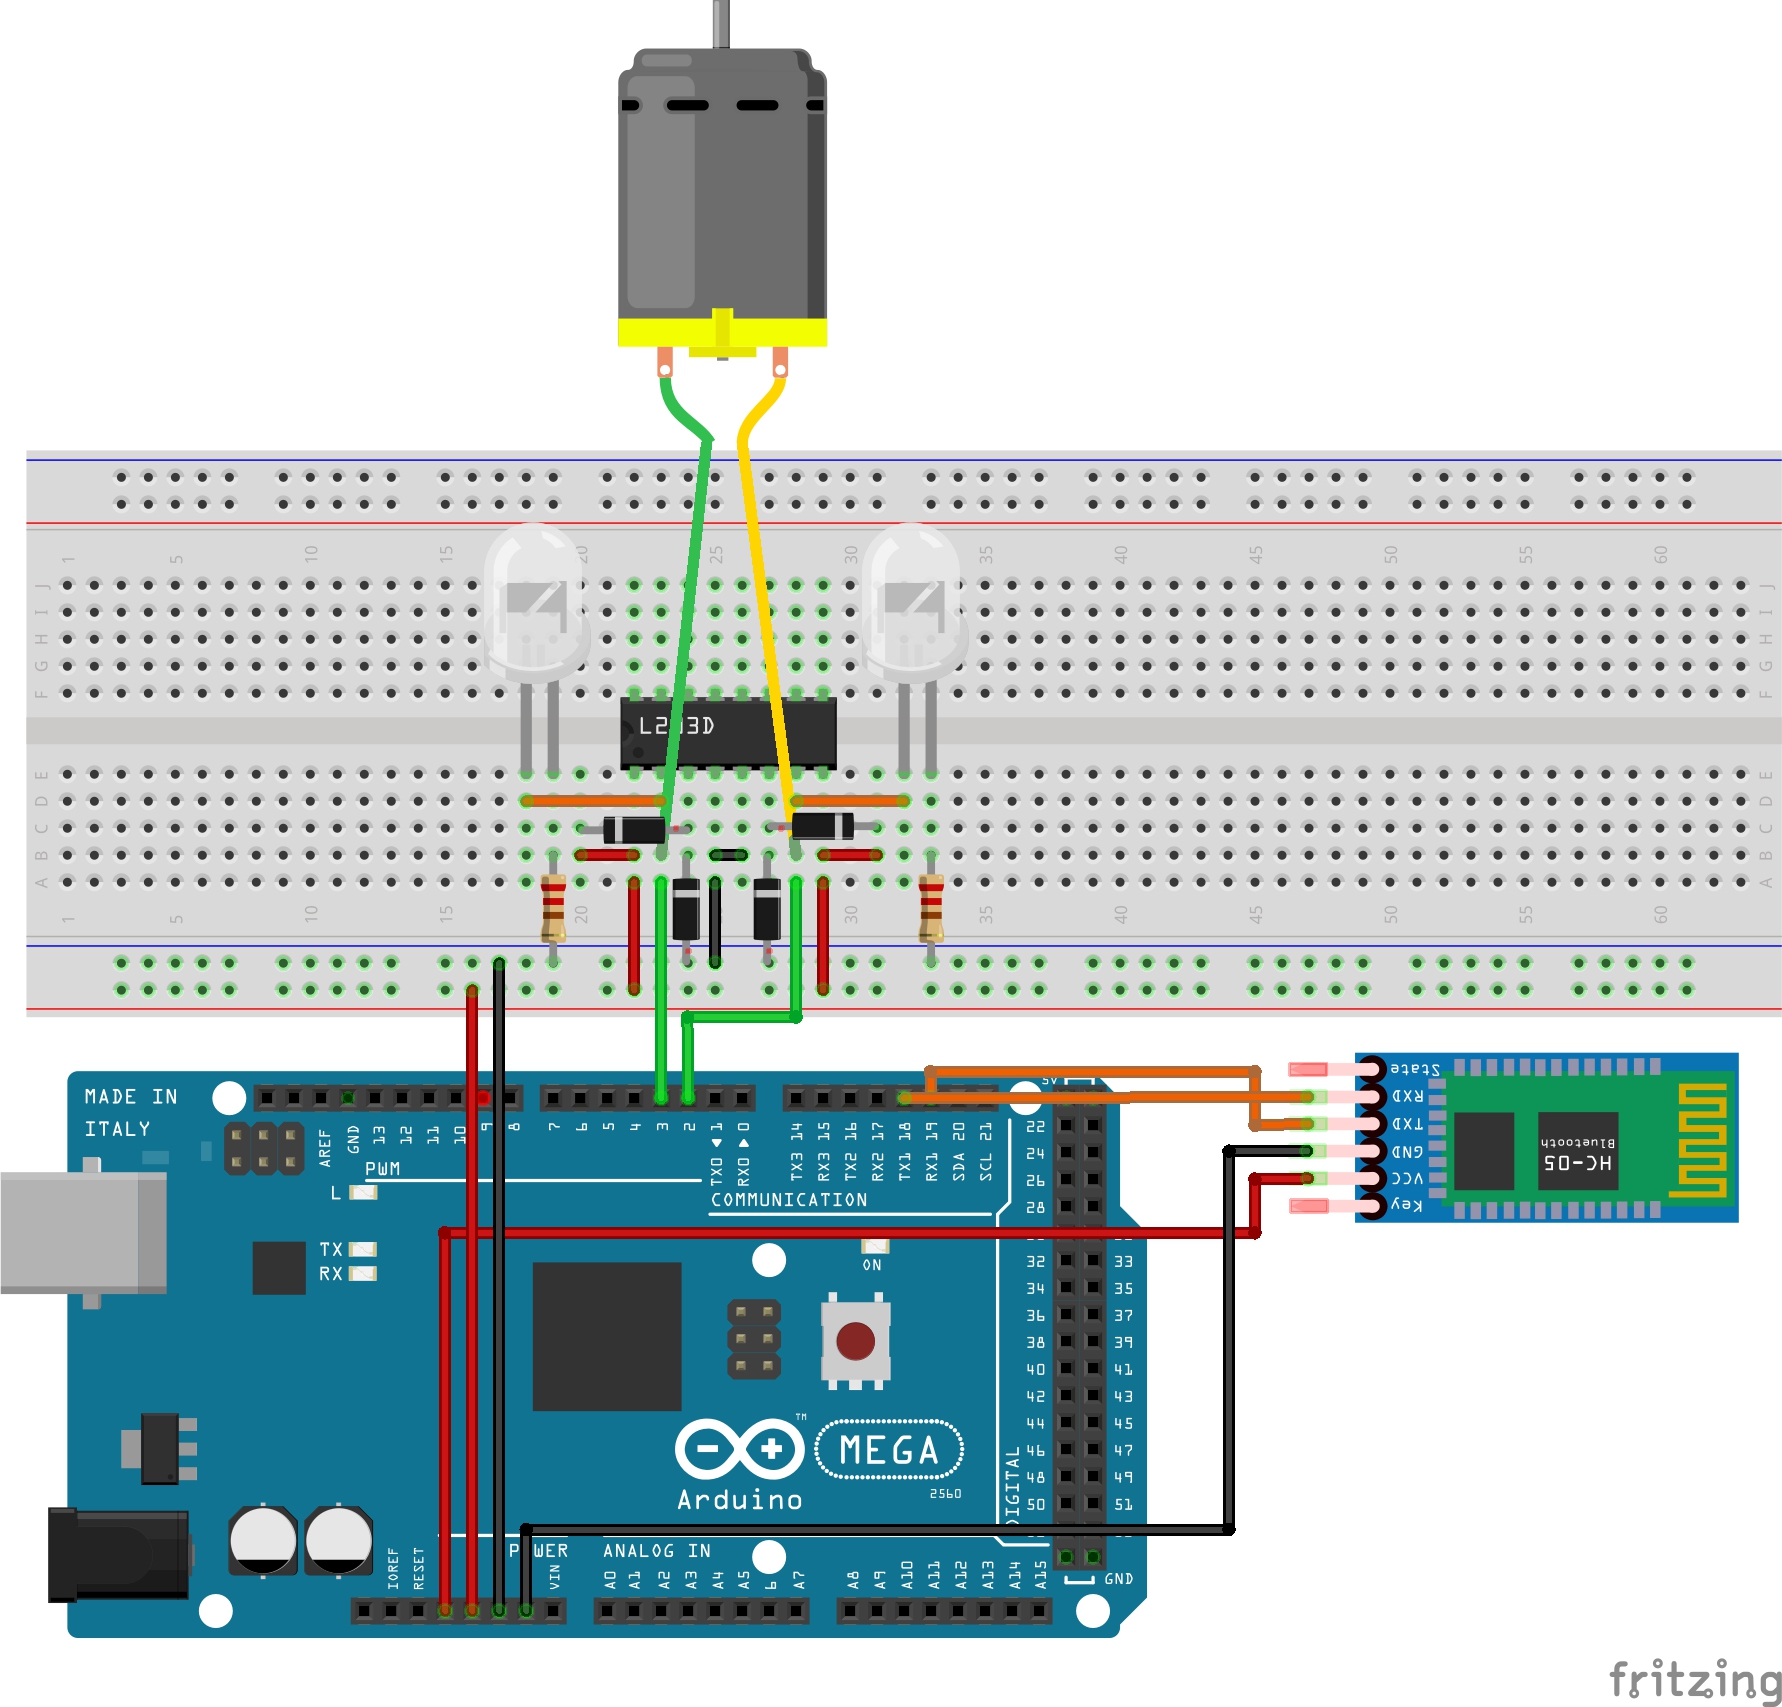 1 5 10 15 20 25 30 35 40 45 50 55 60
J J
I I
H H
G G
F F
L293D
E E
D D
C C
B B
A A
1 5 10 15 20 25 30 35 40 45 50 55 60
MADE IN
ITALY
AREF GND 13 12 11 10 9 8
7 6 5 4 3 2 TX0 1 RX0 0
TX3 14 RX3 15 TX2 16 RX2 17 TX1 18 RX1 19 SDA 20 SCL 21
5V
PWM
COMMUNICATION
L
TX
RX
ON
22
24
26
28
32 33
34 35
36 37
38 39
40 41
42 43
44 45
46 47
48 49
50 51
DIGITAL
GND
MEGA
TM
Arduino
2560
POWER
ANALOG IN
IOREF RESET VIN
A0 A1 A2 A3 A4 A5 6 A7
A8 A9 A10 A11 A12 A13 A14 A15
State
RXD
TXD
GND
VCC
Key
HC-05
Bluetooth
fritzing